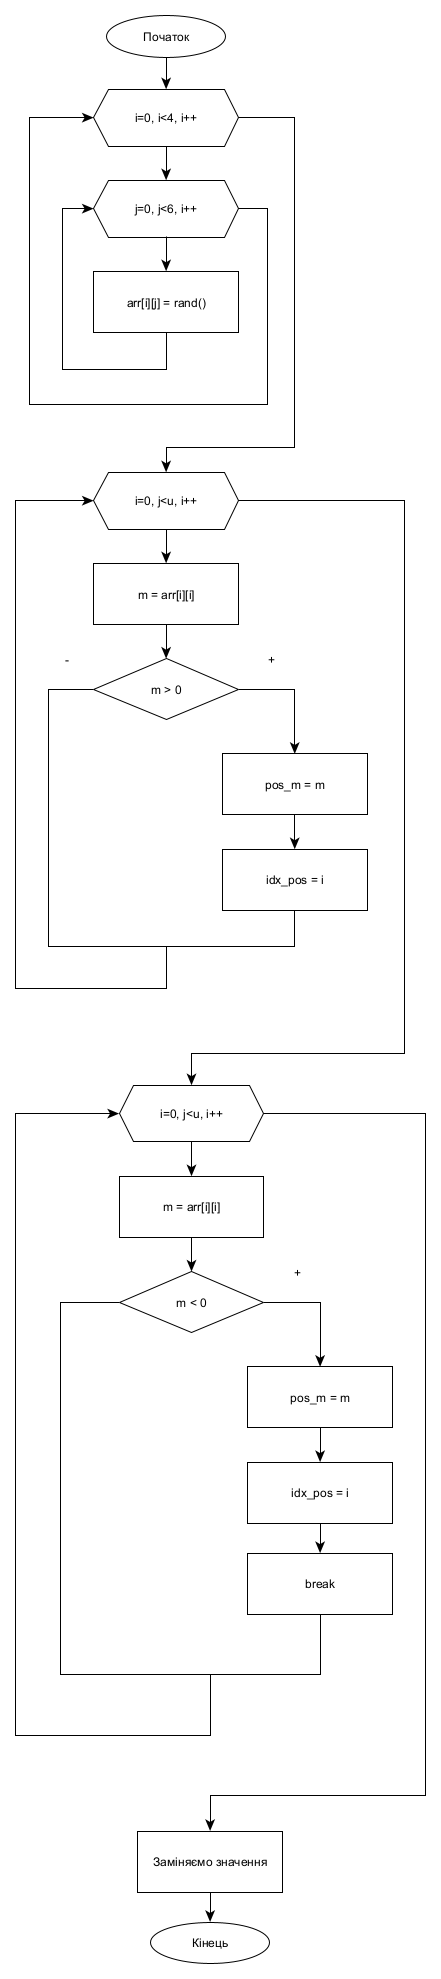 Початок
i=0, i<4, i++
j=0, j<6, i++
arr[i][j] = rand()
i=0, j<u, i++
m = arr[i][i]
-
+
m > 0
pos_m = m
idx_pos = i
i=0, j<u, i++
m = arr[i][i]
+
m < 0
pos_m = m
idx_pos = i
break
Заміняємо значення
Кінець